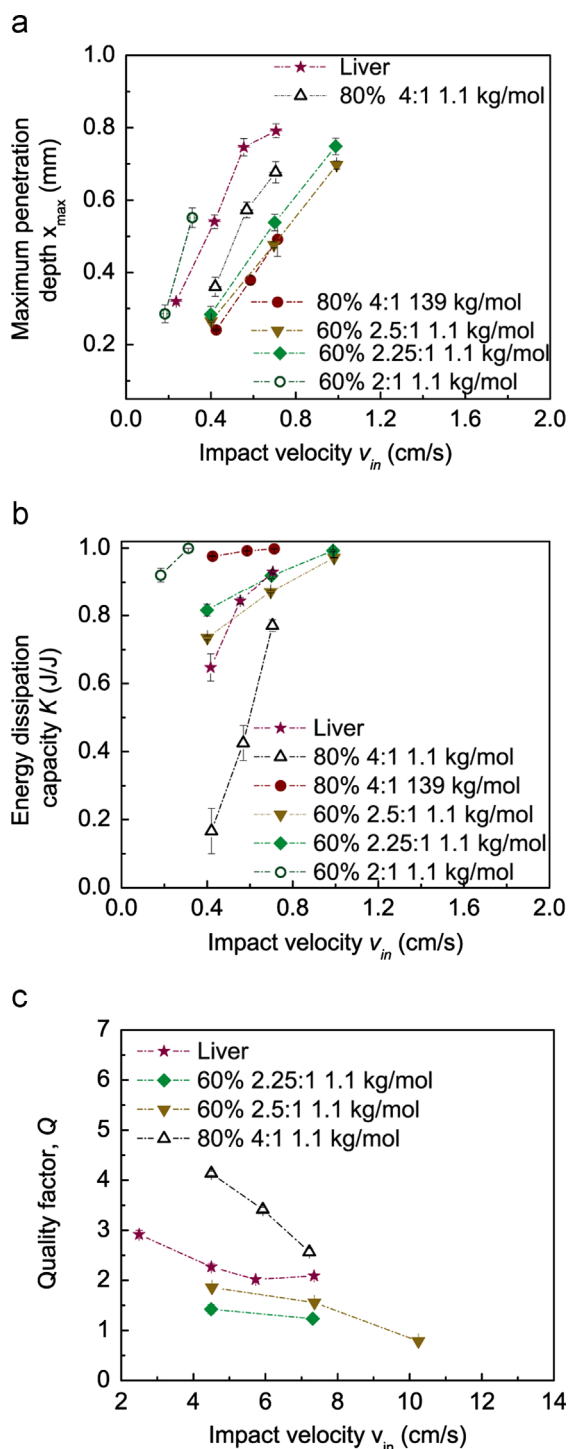 a
Maximum penetration
depth x_max (mm)
1.0
0.8
0.6
0.4
0.2
Liver
80% 4:1 1.1 kg/mol
80% 4:1 139 kg/mol
60% 2.5:1 1.1 kg/mol
60% 2.25:1 1.1 kg/mol
60% 2:1 1.1 kg/mol
0.0 0.4 0.8 1.2 1.6 2.0
Impact velocity v_in (cm/s)
b
Energy dissipation
capacity K (J/J)
1.0
0.8
0.6
0.4
0.2
0.0
Liver
80% 4:1 1.1 kg/mol
80% 4:1 139 kg/mol
60% 2.5:1 1.1 kg/mol
60% 2.25:1 1.1 kg/mol
60% 2:1 1.1 kg/mol
0.0 0.4 0.8 1.2 1.6 2.0
Impact velocity v_in (cm/s)
c
Quality factor, Q
7
6
5
4
3
2
1
0
Liver
60% 2.25:1 1.1 kg/mol
60% 2.5:1 1.1 kg/mol
80% 4:1 1.1 kg/mol
2 4 6 8 10 12 14
Impact velocity v_in (cm/s)